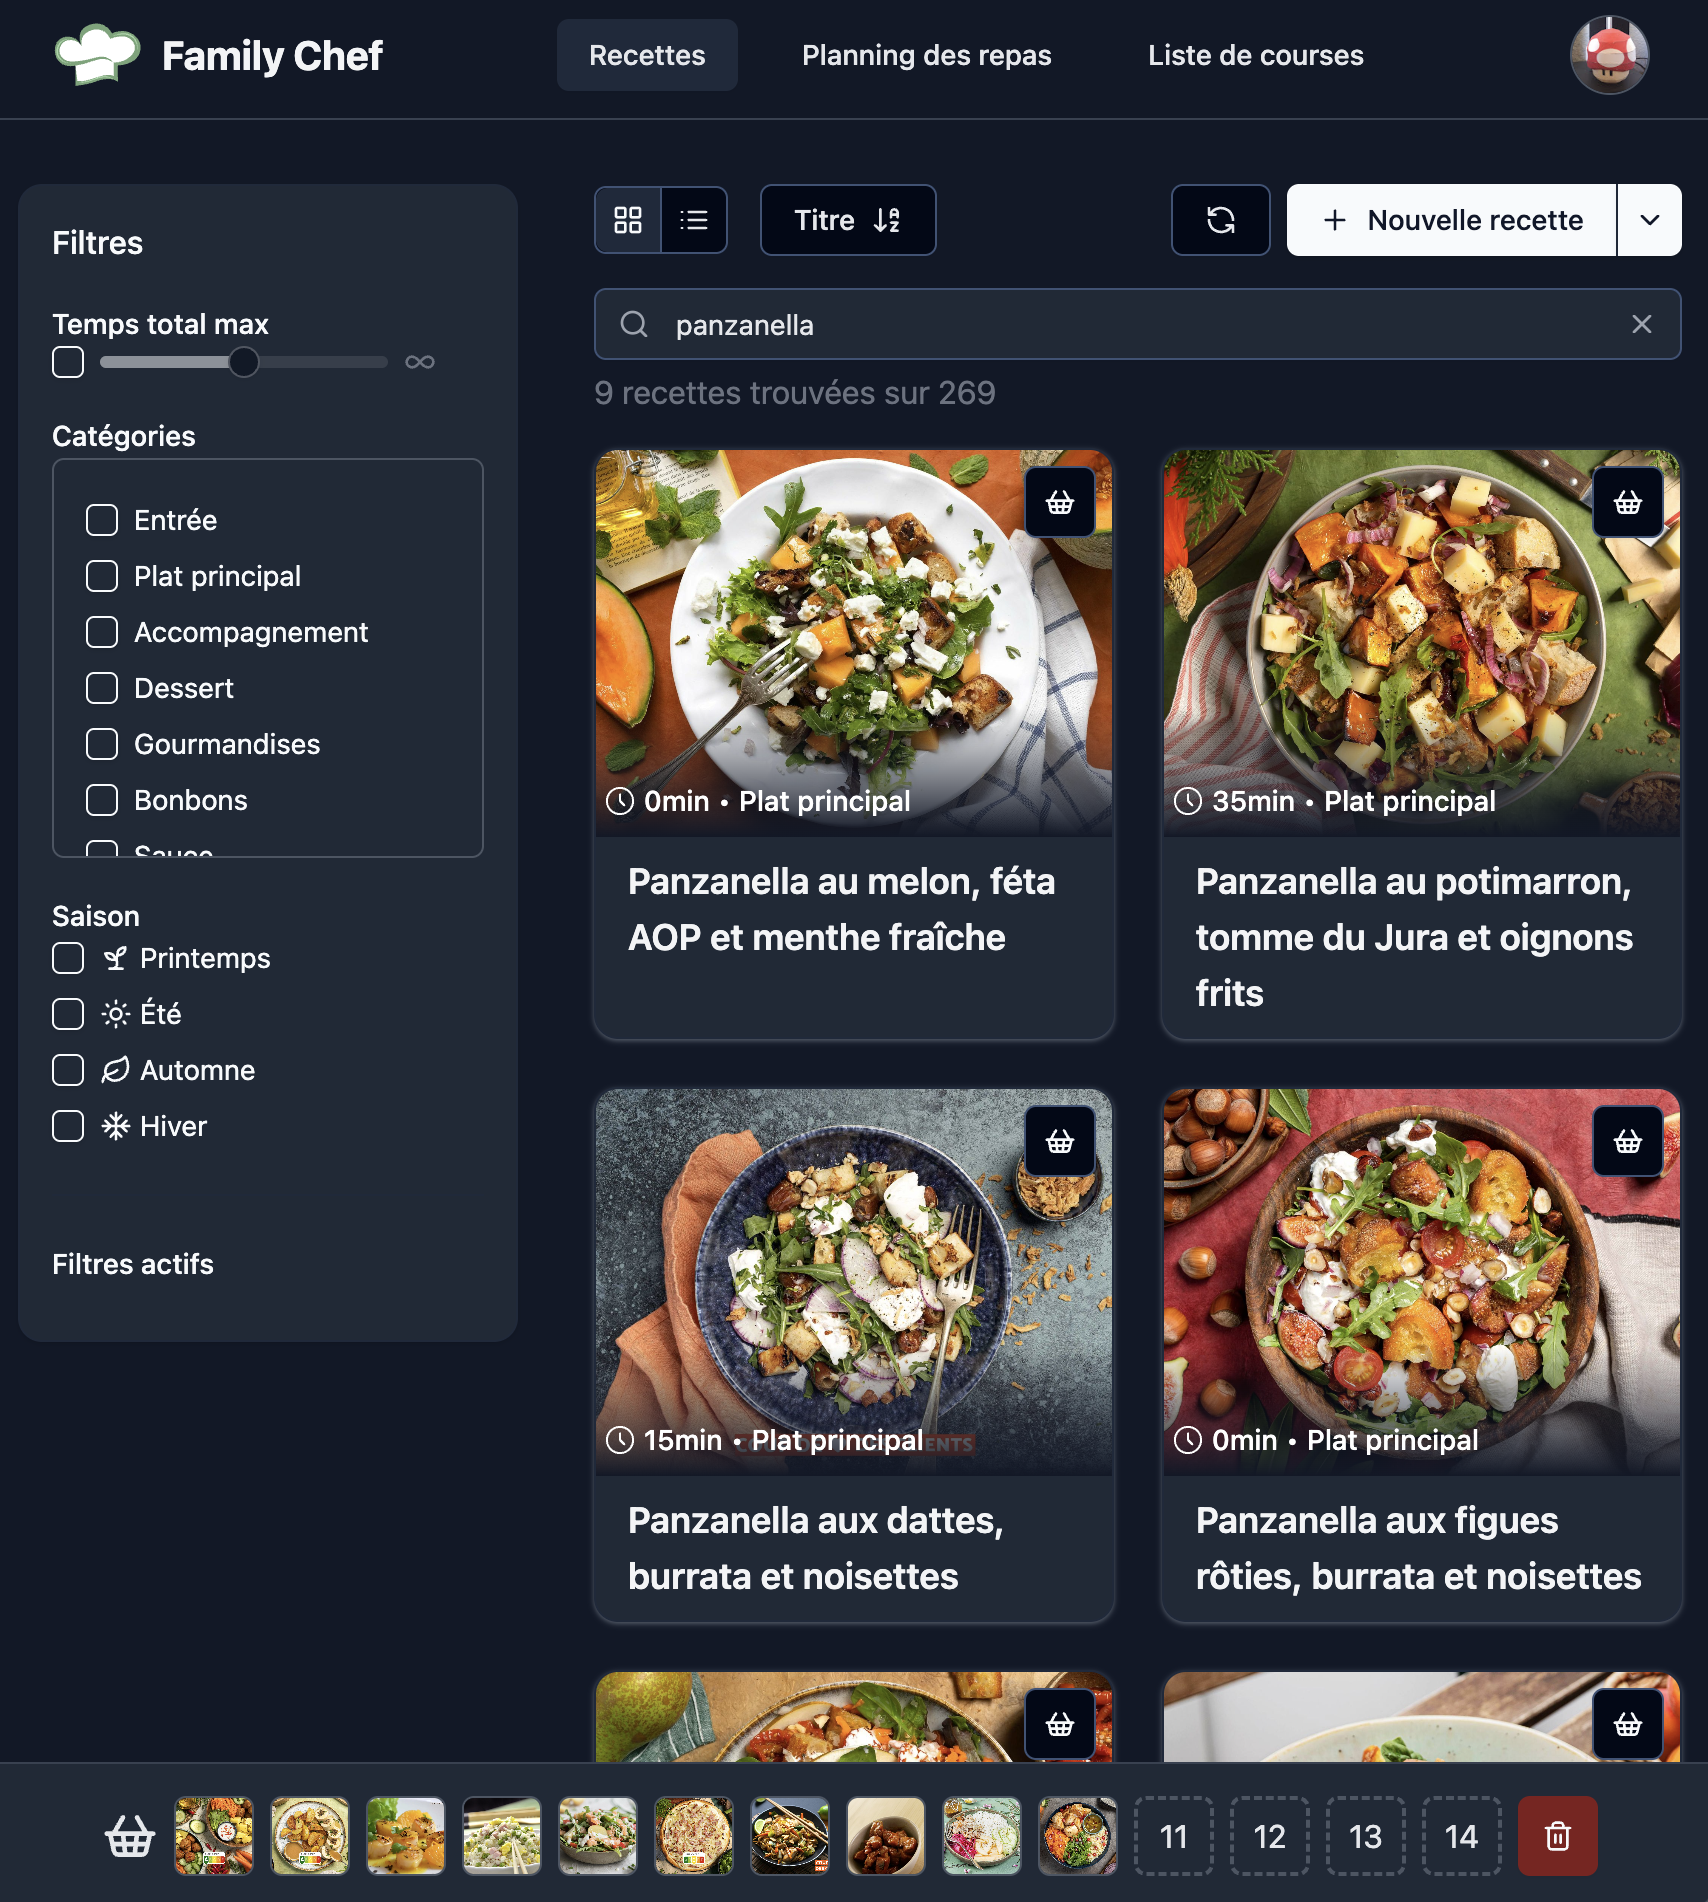 Family Chef
Recettes
Planning des repas
Liste de courses
Filtres
Temps total max
Catégories
Entrée
Plat principal
Accompagnement
Dessert
Gourmandises
Bonbons
Sauce
Saison
Printemps
Été
Automne
Hiver
Filtres actifs
Titre
Nouvelle recette
panzanella
9 recettes trouvées sur 269
0min • Plat principal
Panzanella au melon, féta
AOP et menthe fraîche
35min • Plat principal
Panzanella au potimarron,
tomme du Jura et oignons
frits
15min • Plat principal
Panzanella aux dattes,
burrata et noisettes
0min • Plat principal
Panzanella aux figues
rôties, burrata et noisettes
11
12
13
14